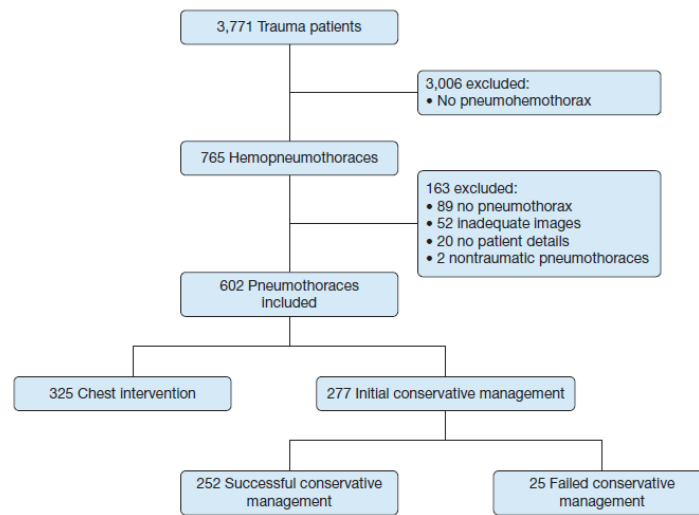 3,771 Trauma patients
3,006 excluded:
• No pneumohemothorax
765 Hemopneumothoraces
163 excluded:
• 89 no pneumothorax
• 52 inadequate images
• 20 no patient details
• 2 nontraumatic pneumothoraces
602 Pneumothoraces
included
325 Chest intervention
277 Initial conservative management
252 Successful conservative
management
25 Failed conservative
management